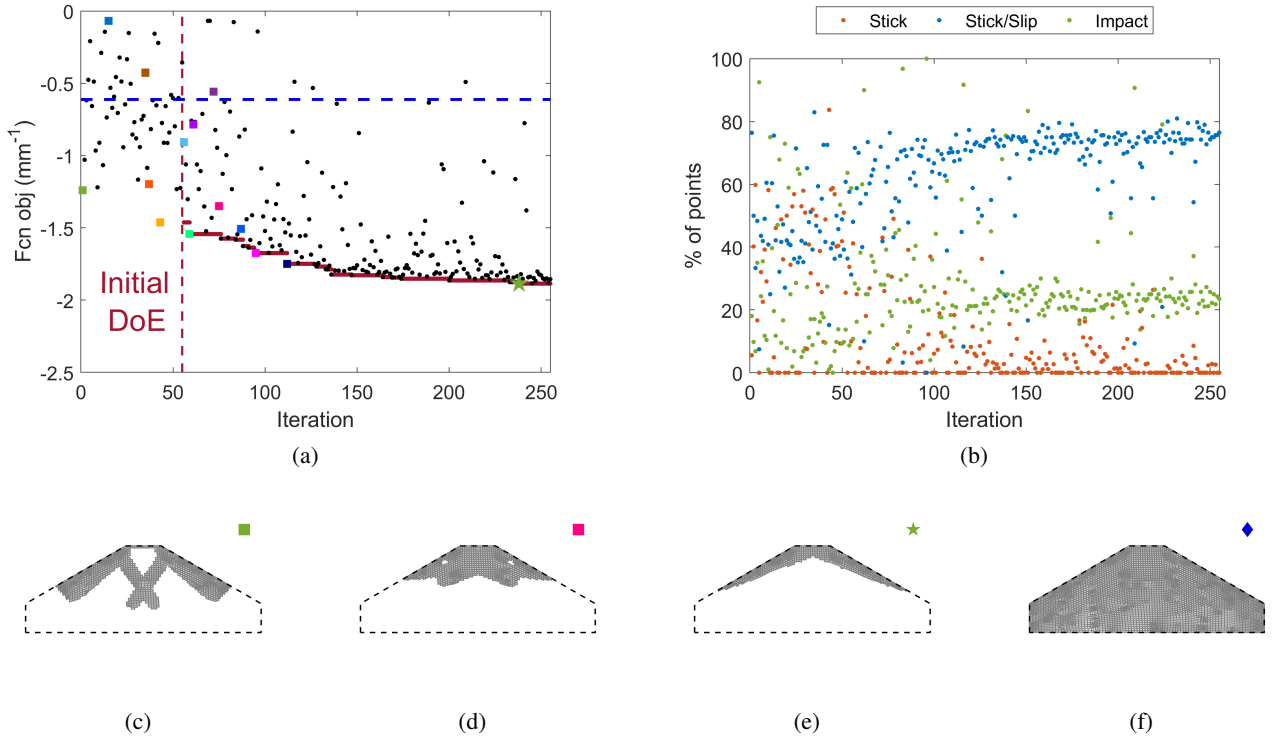 0
-0.5
-1
-1.5
-2
-2.5
Fcn obj (mm⁻¹)
Initial
DoE
0 50 100 150 200 250
Iteration
(a)
Stick Stick/Slip Impact
100
80
60
40
20
0
% of points
0 50 100 150 200 250
Iteration
(b)
(c) (d) (e) (f)